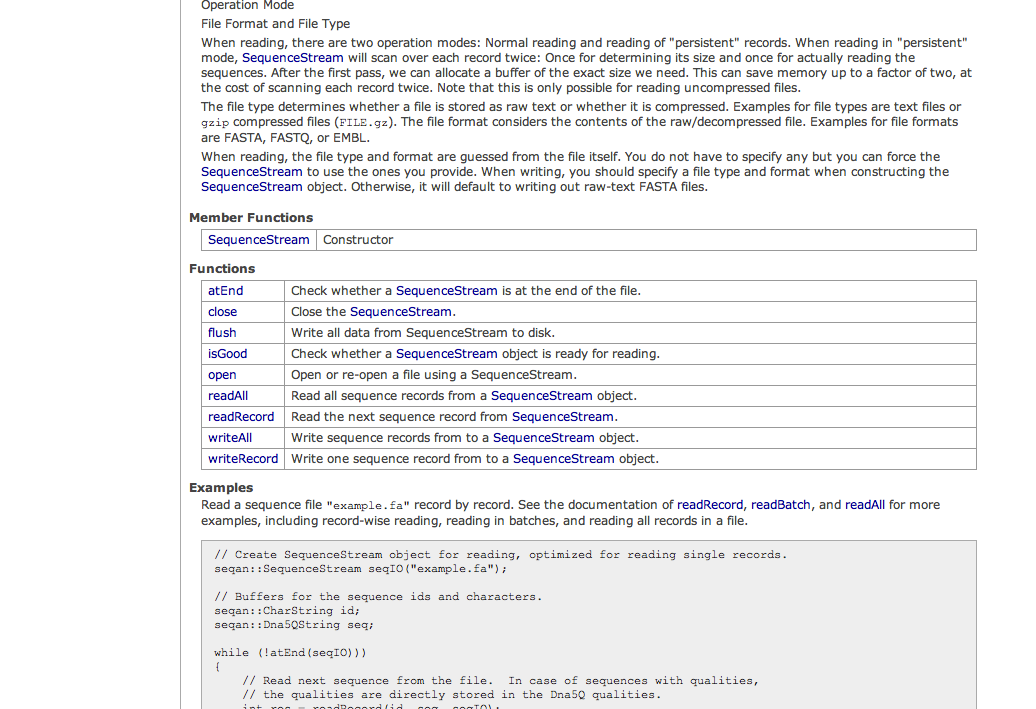 Operation Mode
File Format and File Type
When reading, there are two operation modes: Normal reading and reading of "persistent" records. When reading in "persistent"
mode, SequenceStream will scan over each record twice: Once for determining its size and once for actually reading the
sequences. After the first pass, we can allocate a buffer of the exact size we need. This can save memory up to a factor of two, at
the cost of scanning each record twice. Note that this is only possible for reading uncompressed files.
The file type determines whether a file is stored as raw text or whether it is compressed. Examples for file types are text files or
gzip compressed files (FILE.gz). The file format considers the contents of the raw/decompressed file. Examples for file formats
are FASTA, FASTQ, or EMBL.
When reading, the file type and format are guessed from the file itself. You do not have to specify any but you can force the
SequenceStream to use the ones you provide. When writing, you should specify a file type and format when constructing the
SequenceStream object. Otherwise, it will default to writing out raw-text FASTA files.
Member Functions
SequenceStream Constructor
Functions
atEnd Check whether a SequenceStream is at the end of the file.
close Close the SequenceStream.
flush Write all data from SequenceStream to disk.
isGood Check whether a SequenceStream object is ready for reading.
open Open or re-open a file using a SequenceStream.
readAll Read all sequence records from a SequenceStream object.
readRecord Read the next sequence record from SequenceStream.
writeAll Write sequence records from to a SequenceStream object.
writeRecord Write one sequence record from to a SequenceStream object.
Examples
Read a sequence file "example.fa" record by record. See the documentation of readRecord, readBatch, and readAll for more
examples, including record-wise reading, reading in batches, and reading all records in a file.
// Create SequenceStream object for reading, optimized for reading single records.
seqan::SequenceStream seqIO("example.fa");
// Buffers for the sequence ids and characters.
seqan::CharString id;
seqan::Dna5QString seq;
while (!atEnd(seqIO)))
{
// Read next sequence from the file.  In case of sequences with qualities,
// the qualities are directly stored in the Dna5Q qualities.
int res = readRecord(id, seq, seqIO);